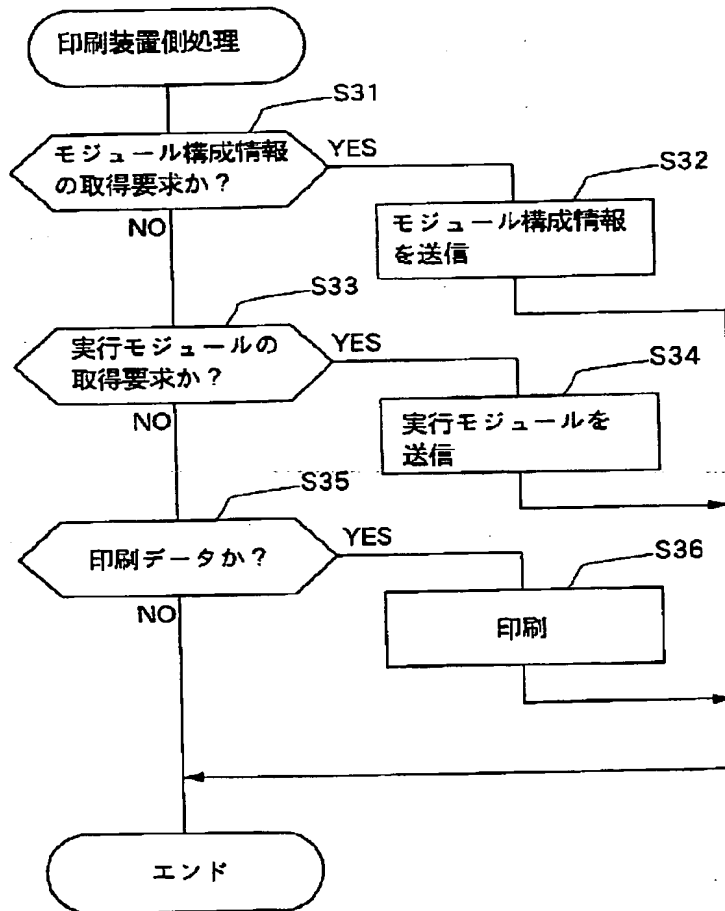 印刷装置側処理
S31
モジュール構成情報
の取得要求か？
YES
NO
S32
モジュール構成情報
を送信
S33
実行モジュールの
取得要求か？
YES
NO
S34
実行モジュールを
送信
S35
印刷データか？
YES
NO
S36
印刷
エンド